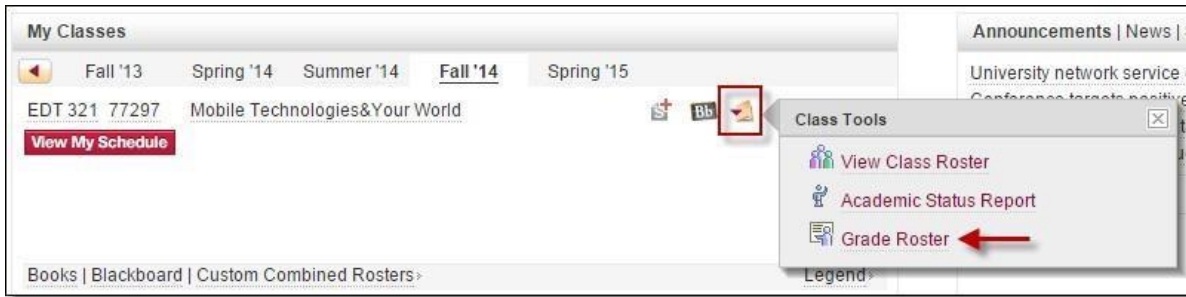 My Classes
Fall '13 Spring '14 Summer '14 Fall '14 Spring '15
EDT 321 77297 Mobile Technologies&Your World
Bb
View My Schedule
Books | Blackboard | Custom Combined Rosters
Legend
Class Tools
View Class Roster
Academic Status Report
Grade Roster
Announcements | News |
University network service